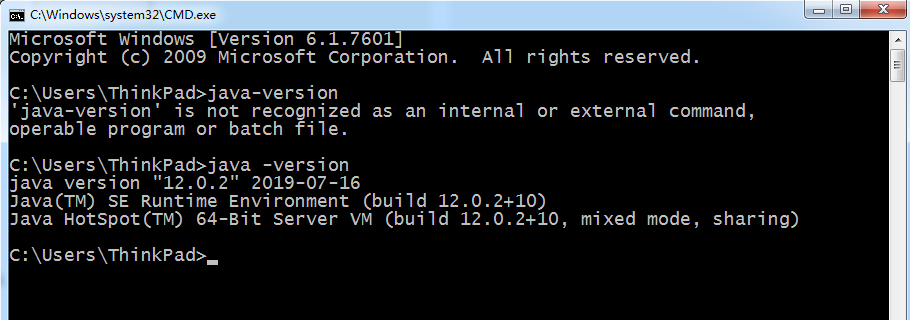 C:\Windows\system32\CMD.exe
Microsoft Windows [Version 6.1.7601]
Copyright (c) 2009 Microsoft Corporation.  All rights reserved.
C:\Users\ThinkPad>java-version
'java-version' is not recognized as an internal or external command,
operable program or batch file.
C:\Users\ThinkPad>java -version
java version "12.0.2" 2019-07-16
Java(TM) SE Runtime Environment (build 12.0.2+10)
Java HotSpot(TM) 64-Bit Server VM (build 12.0.2+10, mixed mode, sharing)
C:\Users\ThinkPad>_